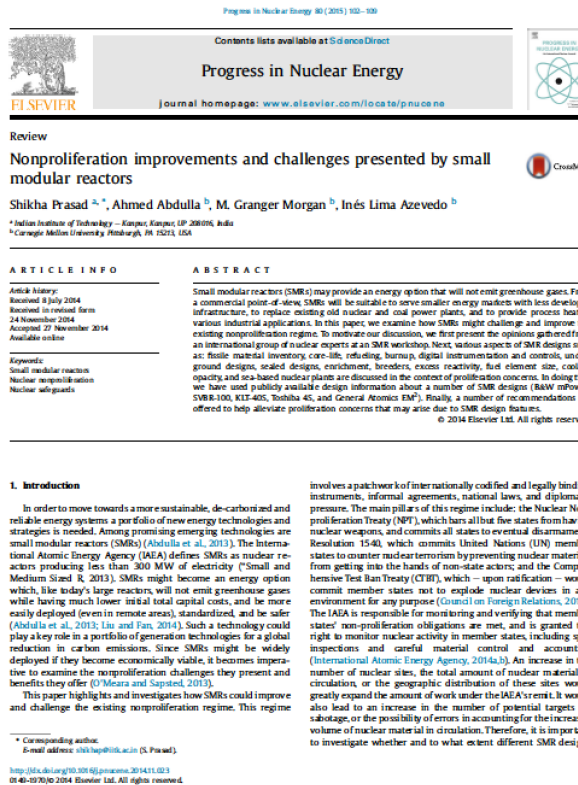 Progress in Nuclear Energy 80 (2015) 102–109
Contents lists available at ScienceDirect
Progress in Nuclear Energy
journal homepage: www.elsevier.com/locate/pnucene
ELSEVIER
PROGRESS IN
NUCLEAR ENERGY
Review
Nonproliferation improvements and challenges presented by small
modular reactors
CrossM
Shikha Prasad a, *, Ahmed Abdulla b, M. Granger Morgan b, Inês Lima Azevedo b
a Indian Institute of Technology – Kanpur, Kanpur, UP 208016, India
b Carnegie Mellon University, Pittsburgh, PA 15213, USA
ARTICLE INFO
Article history:
Received 8 July 2014
Received in revised form
24 November 2014
Accepted 27 November 2014
Available online
Keywords:
Small modular reactors
Nuclear nonproliferation
Nuclear safeguards
ABSTRACT
Small modular reactors (SMRs) may provide an energy option that will not emit greenhouse gases. Fr
a commercial point-of-view, SMRs will be suitable to serve smaller energy markets with less develop
infrastructure, to replace existing old nuclear and coal power plants, and to provide process heat
various industrial applications. In this paper, we examine how SMRs might challenge and improve
existing nonproliferation regime. To motivate our discussion, we first present the opinions gathered fr
an international group of nuclear experts at an SMR workshop. Next, various aspects of SMR designs su
as: fissile material inventory, core-life, refueling, burnup, digital instrumentation and controls, und
ground designs, sealed designs, enrichment, breeders, excess reactivity, fuel element size, cool
opacity, and sea-based nuclear plants are discussed in the context of proliferation concerns. In doing t
we have used publicly available design information about a number of SMR designs (B&W mPow
SVBR-100, KLT-40S, Toshiba 4S, and General Atomics EM2). Finally, a number of recommendations
offered to help alleviate proliferation concerns that may arise due to SMR design features.
© 2014 Elsevier Ltd. All rights reserv
1. Introduction
In order to move towards a more sustainable, de-carbonized and
reliable energy systems a portfolio of new energy technologies and
strategies is needed. Among promising emerging technologies are
small modular reactors (SMRs) (Abdulla et al., 2013). The Interna-
tional Atomic Energy Agency (IAEA) defines SMRs as nuclear re-
actors producing less than 300 MW of electricity ("Small and
Medium Sized R, 2013). SMRs might become an energy option
which, like today's large reactors, will not emit greenhouse gases
while having much lower initial total capital costs, and be more
easily deployed (even in remote areas), standardized, and be safer
(Abdulla et al., 2013; Liu and Fan, 2014). Such a technology could
play a key role in a portfolio of generation technologies for a global
reduction in carbon emissions. Since SMRs might be widely
deployed if they become economically viable, it becomes impera-
tive to examine the nonproliferation challenges they present and
benefits they offer (O'Meara and Sapsted, 2013).
This paper highlights and investigates how SMRs could improve
and challenge the existing nonproliferation regime. This regime
involves a patchwork of internationally codified and legally bind
instruments, informal agreements, national laws, and diploma
pressure. The main pillars of this regime include: the Nuclear No
proliferation Treaty (NPT), which bars all but five states from hav
nuclear weapons, and commits all states to eventual disarmame
Resolution 1540, which commits United Nations (UN) memb
states to counter nuclear terrorism by preventing nuclear materi
from getting into the hands of non-state actors; and the Comp
hensive Test Ban Treaty (CTBT), which – upon ratification – wou
commit member states not to explode nuclear devices in a
environment for any purpose (Council on Foreign Relations, 201
The IAEA is responsible for monitoring and verifying that memb
states' non-proliferation obligations are met, and is granted t
right to monitor nuclear activity in member states, including sp
inspections and careful material control and account
(International Atomic Energy Agency, 2014a,b). An increase in t
number of nuclear sites, the total amount of nuclear material
circulation, or the geographic distribution of these sites wou
greatly expand the amount of work under the IAEA's remit. It wou
also lead to an increase in the number of potential targets
sabotage, or the possibility of errors in accounting for the increas
volume of nuclear material in circulation. Therefore, it is importa
to investigate whether and to what extent different SMR desig
* Corresponding author.
E-mail address: shikhap@iitk.ac.in (S. Prasad).
http://dx.doi.org/10.1016/j.pnucene.2014.11.023
0149-1970/© 2014 Elsevier Ltd. All rights reserved.